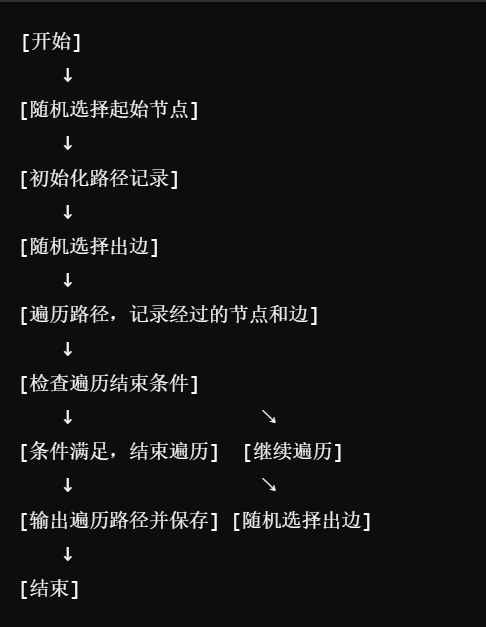 [开始]
↓
[随机选择起始节点]
↓
[初始化路径记录]
↓
[随机选择出边]
↓
[遍历路径，记录经过的节点和边]
↓
[检查遍历结束条件]
↓ ↘
[条件满足，结束遍历] [继续遍历]
↓ ↘
[输出遍历路径并保存] [随机选择出边]
↓
[结束]